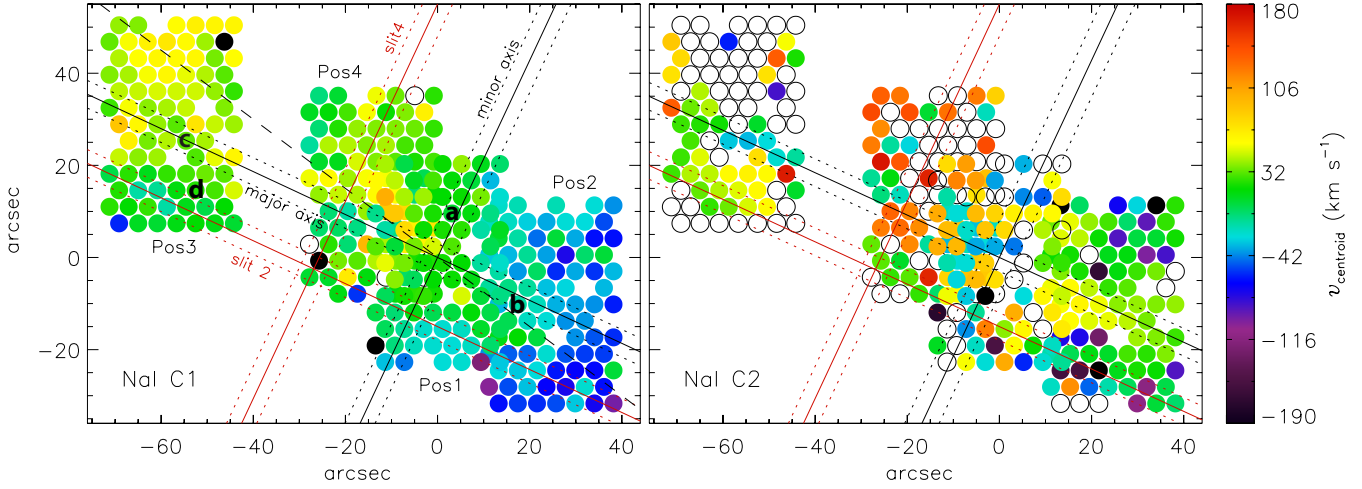 180
106
32
−42
−116
−190
v centroid (km s−1)
40
20
0
−20
arcsec
−60
−40
−20
0
20
40
arcsec
−60
−40
−20
0
20
40
arcsec
Pos4
slit4
minor axis
c
d
major axis
a
Pos2
Pos3
slit 2
b
Pos1
NaI C1
NaI C2